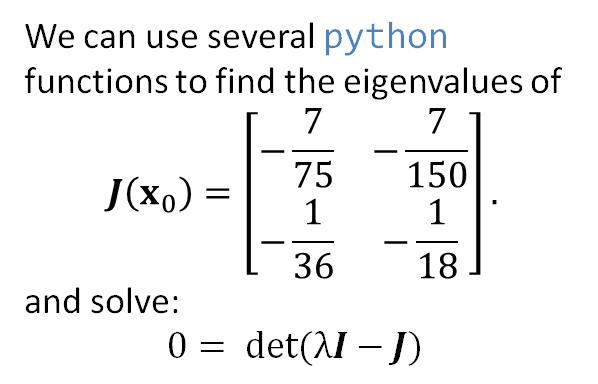 We can use several python
functions to find the eigenvalues of
J(x₀) = [ −7/75 −7/150
−1/36 −1/18 ] .
and solve:
0 = det(λI − J)